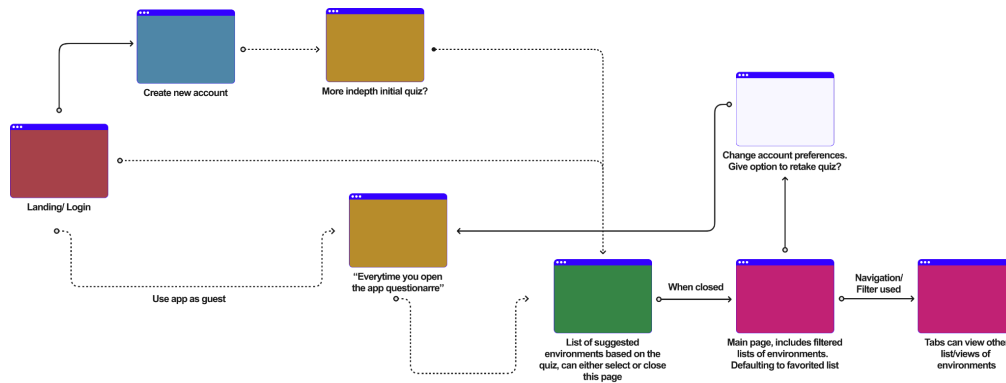 Create new account
More indepth initial quiz?
Landing/ Login
Change account preferences.
Give option to retake quiz?
Use app as guest
“Everytime you open
the app questionarre”
When closed
Navigation/
Filter used
List of suggested
environments based on the
quiz, can either select or close
this page
Main page, includes filtered
lists of environments.
Defaulting to favorited list
Tabs can view othe
list/views of
environments